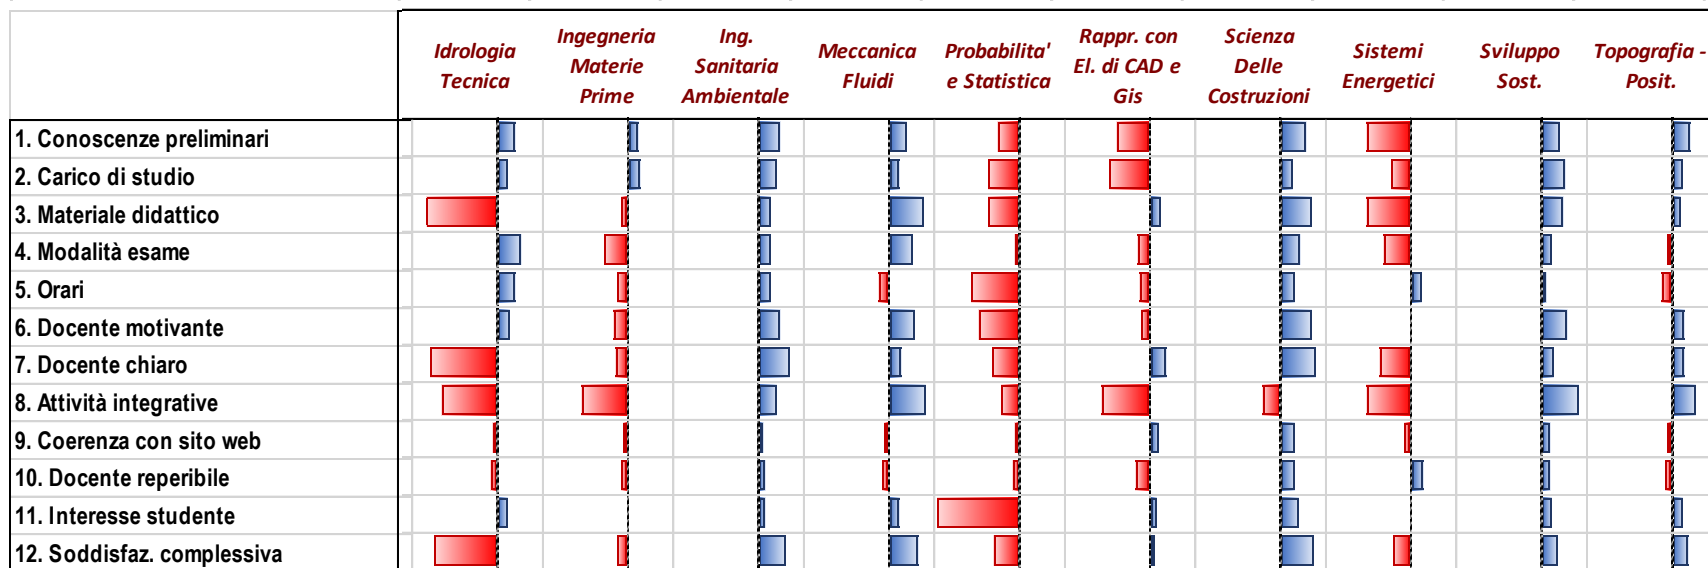 Idrologia
Tecnica
Ingegneria
Materie
Prime
Ing.
Sanitaria
Ambientale
Meccanica
Fluidi
Probabilita'
e Statistica
Rappr. con
El. di CAD e
Gis
Scienza
Delle
Costruzioni
Sistemi
Energetici
Sviluppo
Sost.
Topografia -
Posit.
1. Conoscenze preliminari
2. Carico di studio
3. Materiale didattico
4. Modalità esame
5. Orari
6. Docente motivante
7. Docente chiaro
8. Attività integrative
9. Coerenza con sito web
10. Docente reperibile
11. Interesse studente
12. Soddisfaz. complessiva